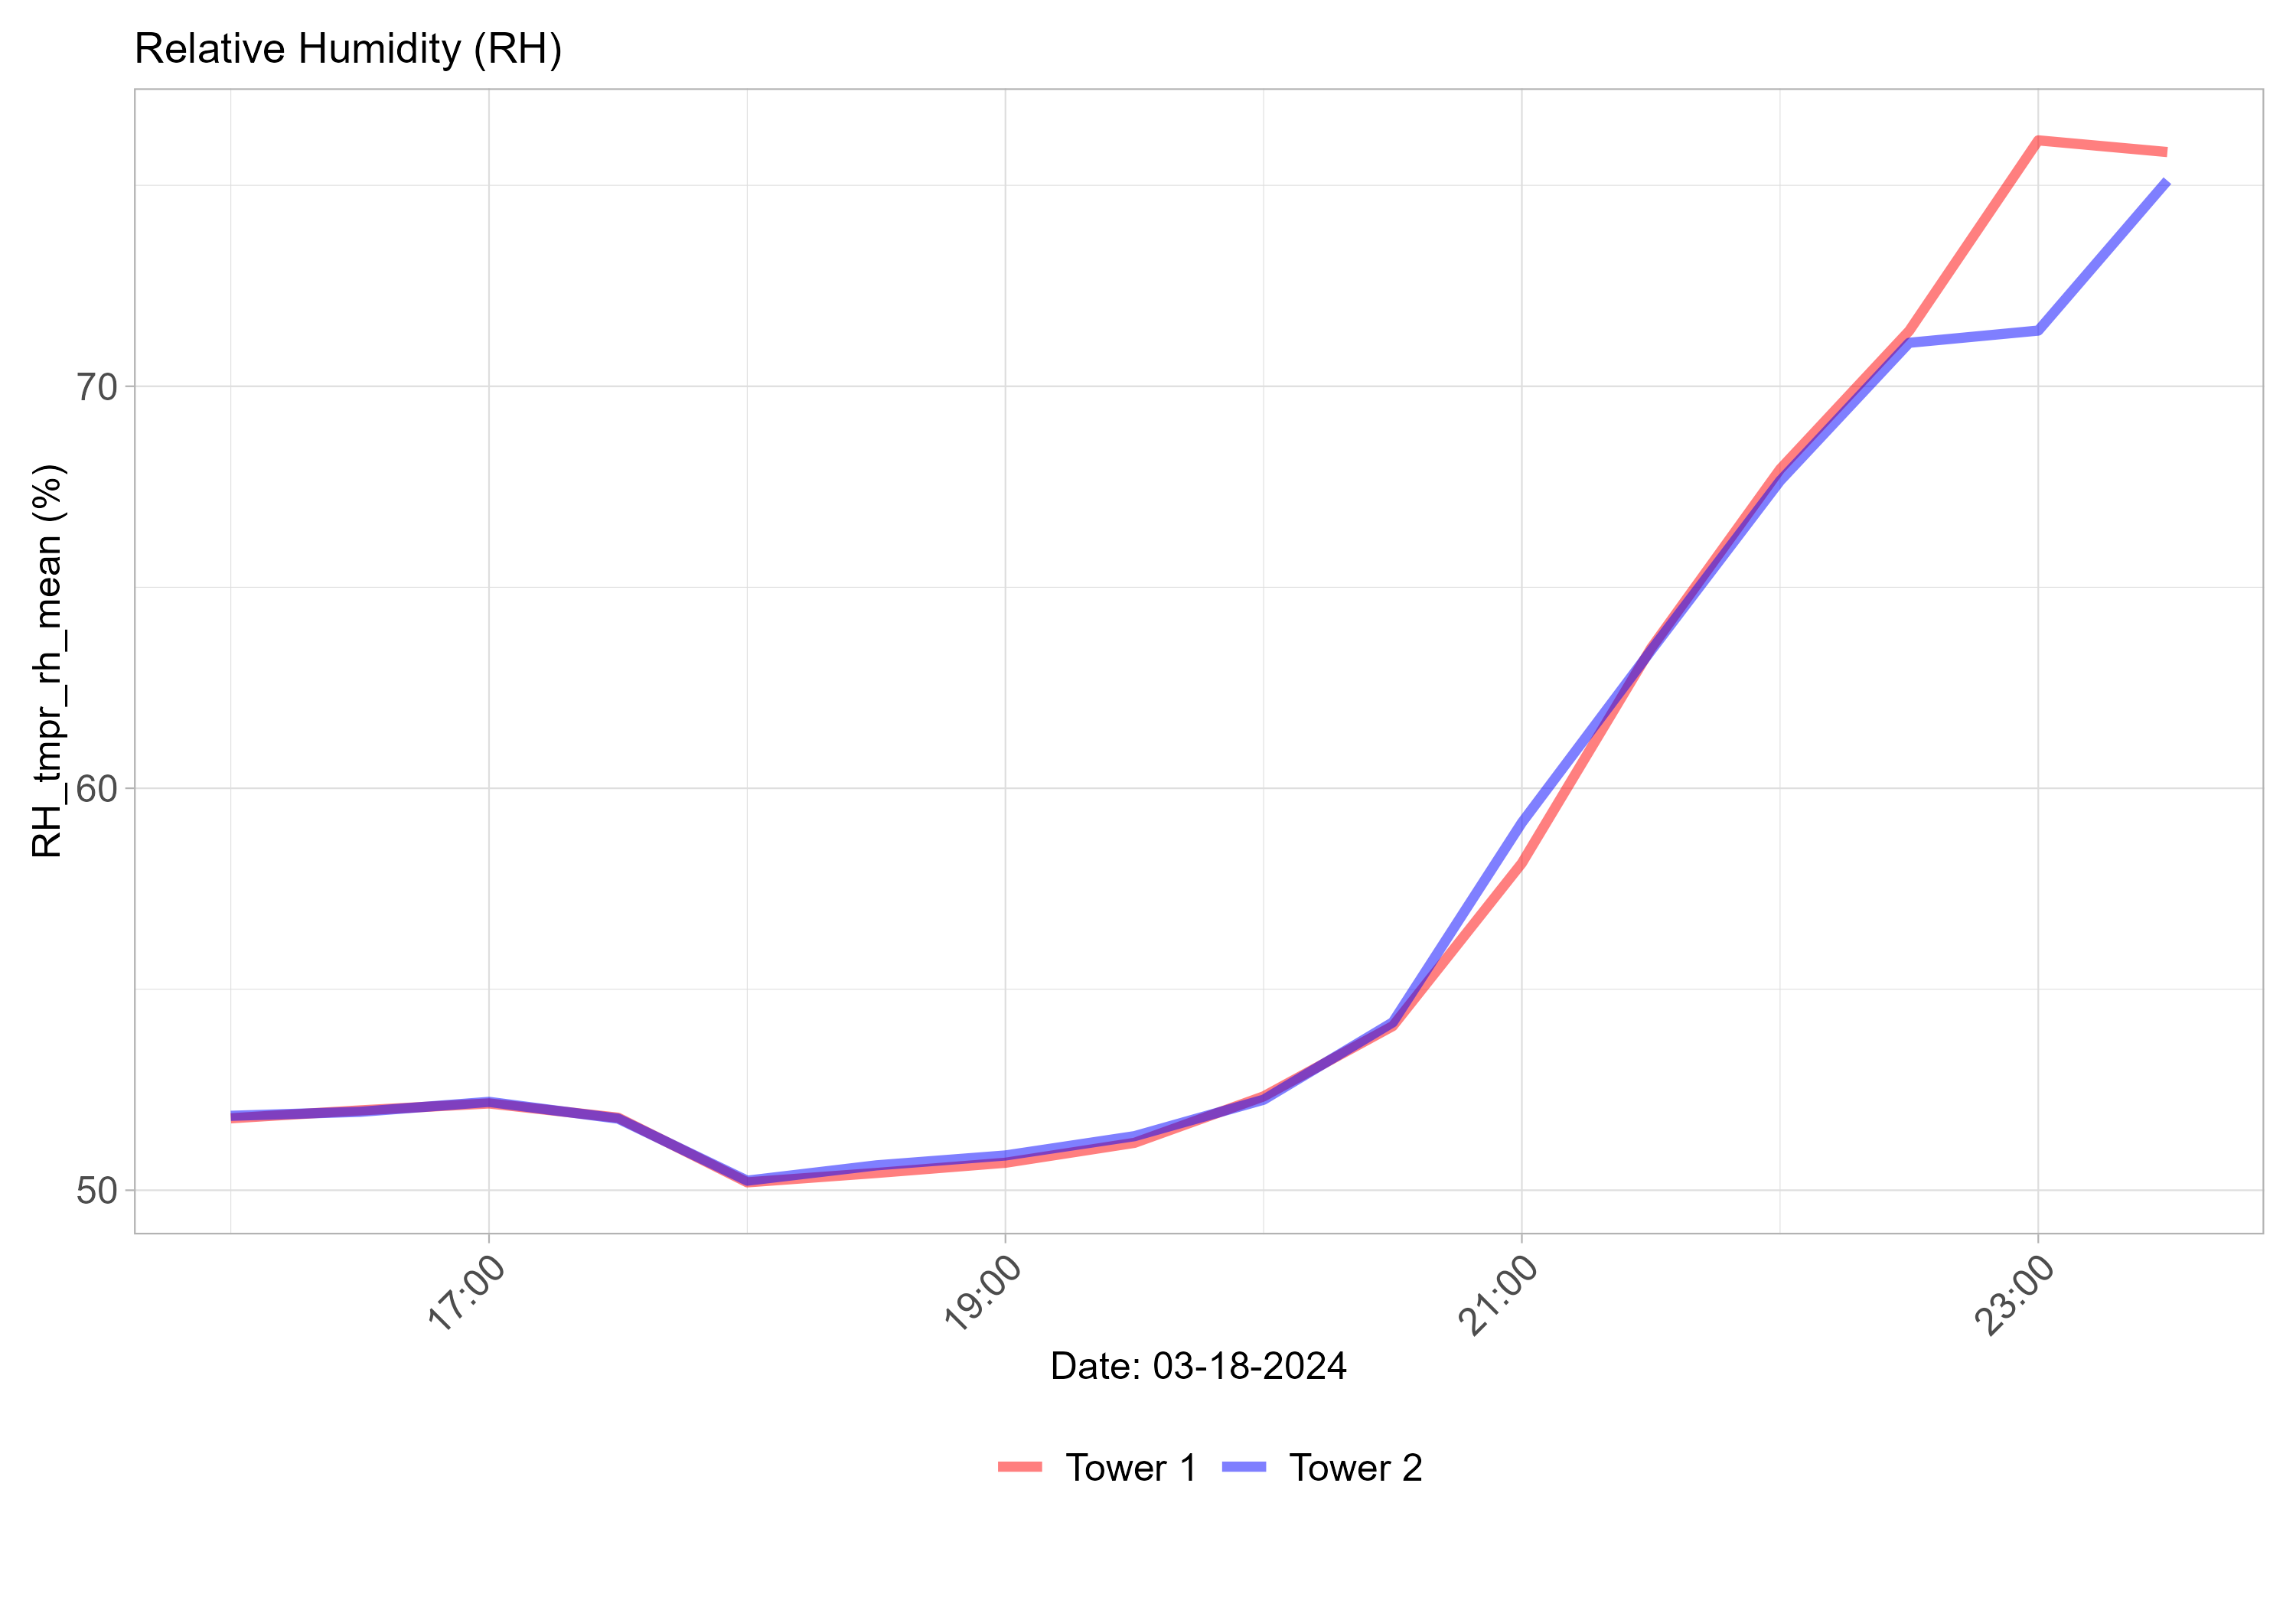 Relative Humidity (RH)
RH_tmpr_rh_mean (%)
70
60
50
17:00
19:00
21:00
23:00
Date: 03-18-2024
Tower 1
Tower 2